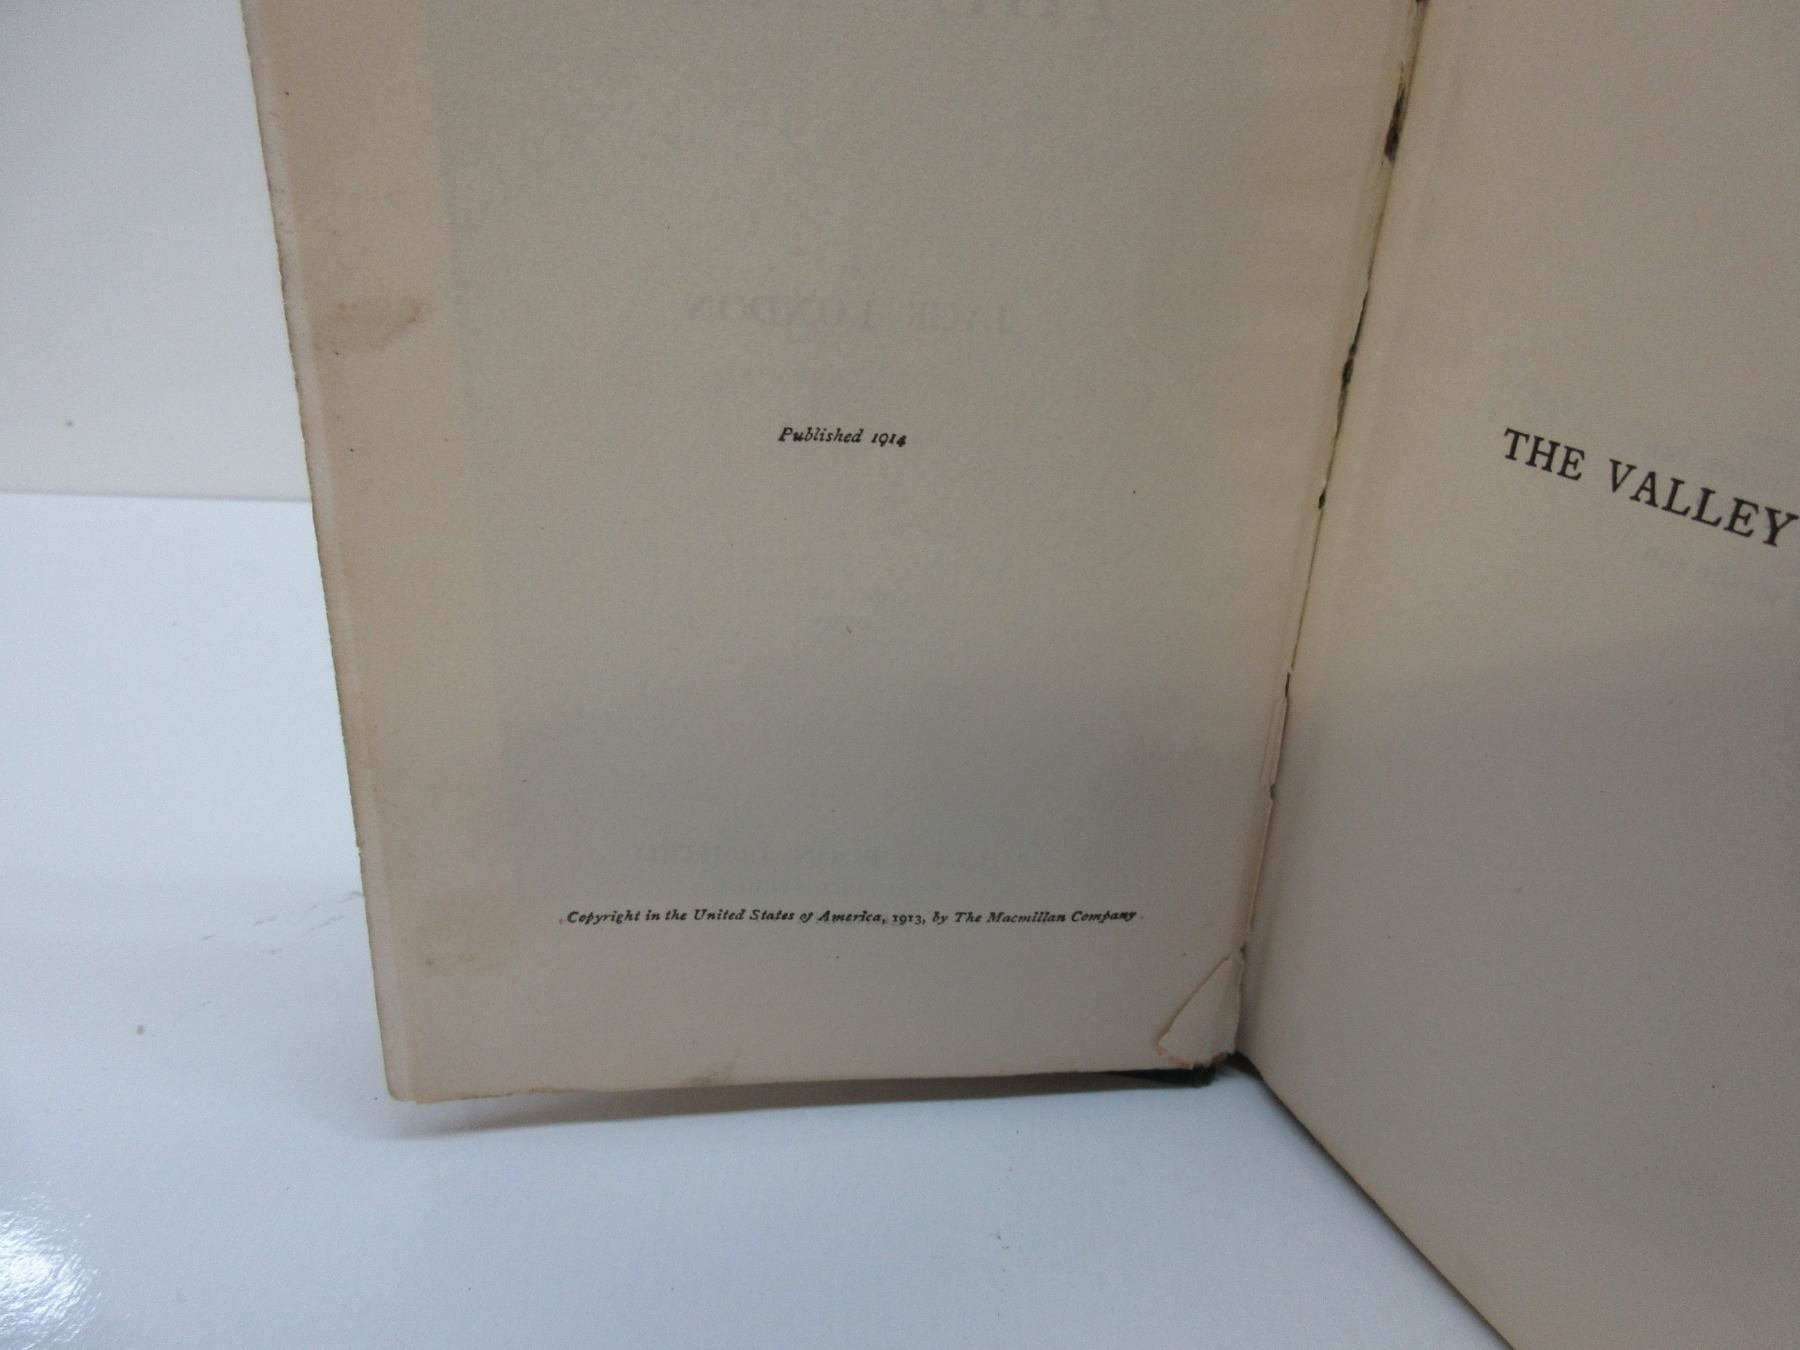 Published 1914
Copyright in the United States of America, 1913, by The Macmillan Company
THE VALLEY